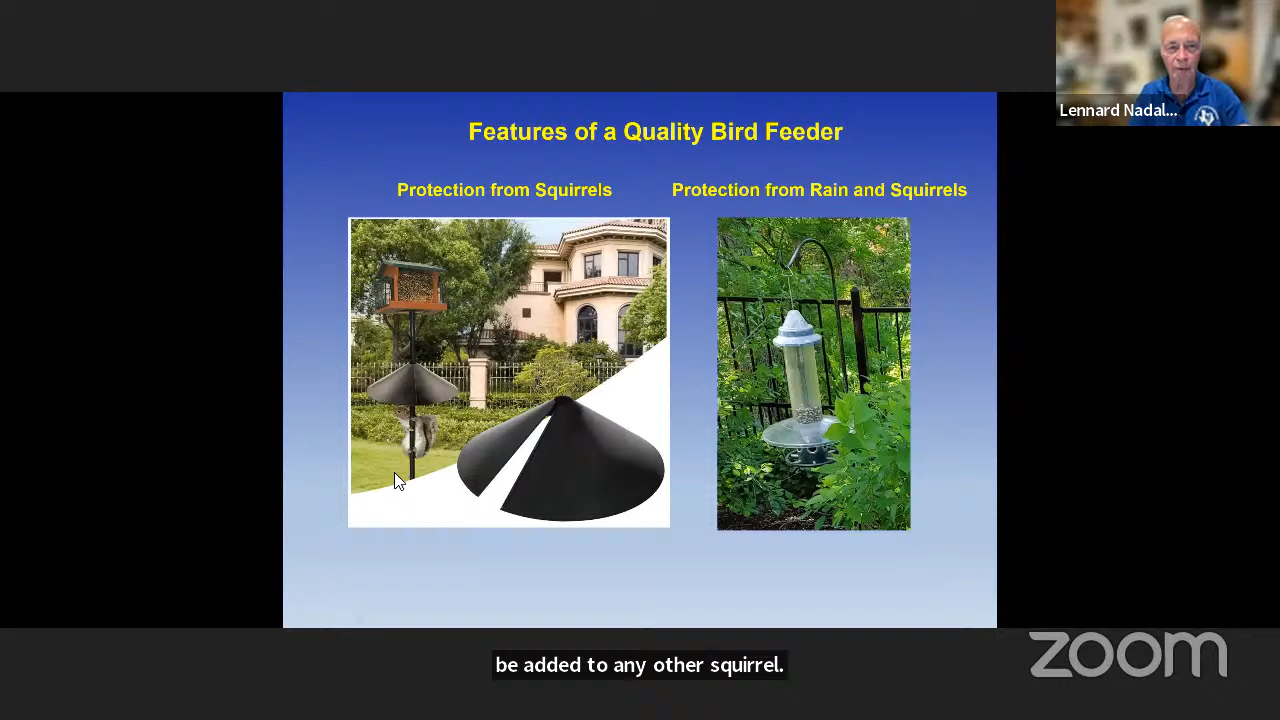 Lennard Nadal...
Features of a Quality Bird Feeder
Protection from Squirrels
Protection from Rain and Squirrels
be added to any other squirrel.
zoom